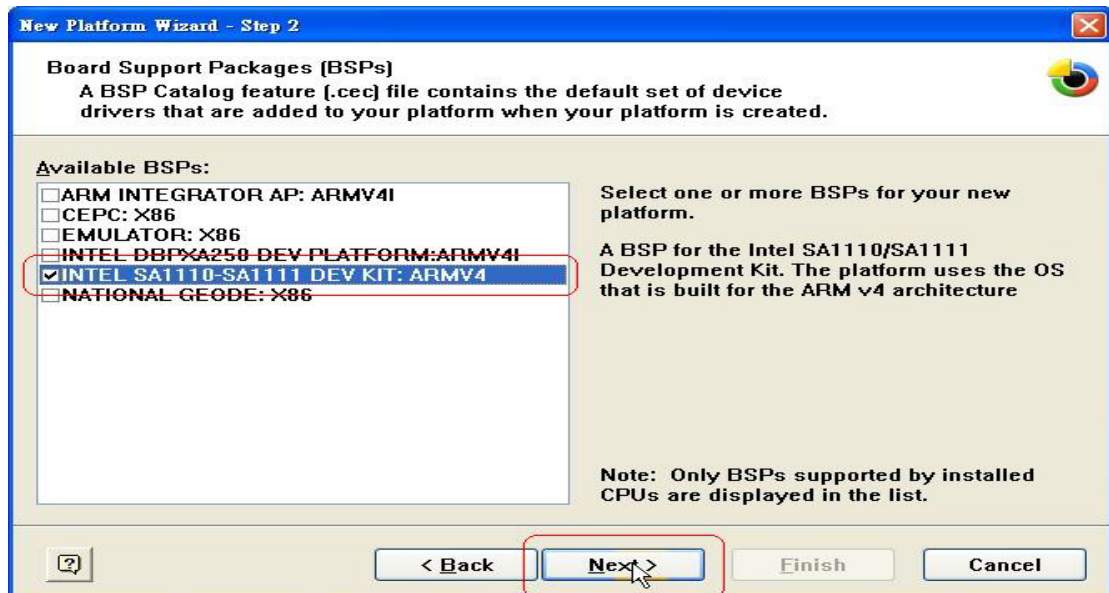 New Platform Wizard - Step 2
Board Support Packages (BSPs)
A BSP Catalog feature (.cec) file contains the default set of device
drivers that are added to your platform when your platform is created.
Available BSPs:
ARM INTEGRATOR AP: ARMV4I
CEPC: X86
EMULATOR: X86
INTEL DBPXA250 DEV PLATFORM:ARMV4I
INTEL SA1110-SA1111 DEV KIT: ARMV4
NATIONAL GEODE: X86
Select one or more BSPs for your new
platform.
A BSP for the Intel SA1110/SA1111
Development Kit. The platform uses the OS
that is built for the ARM v4 architecture
Note: Only BSPs supported by installed
CPUs are displayed in the list.
< Back
Next >
Finish
Cancel